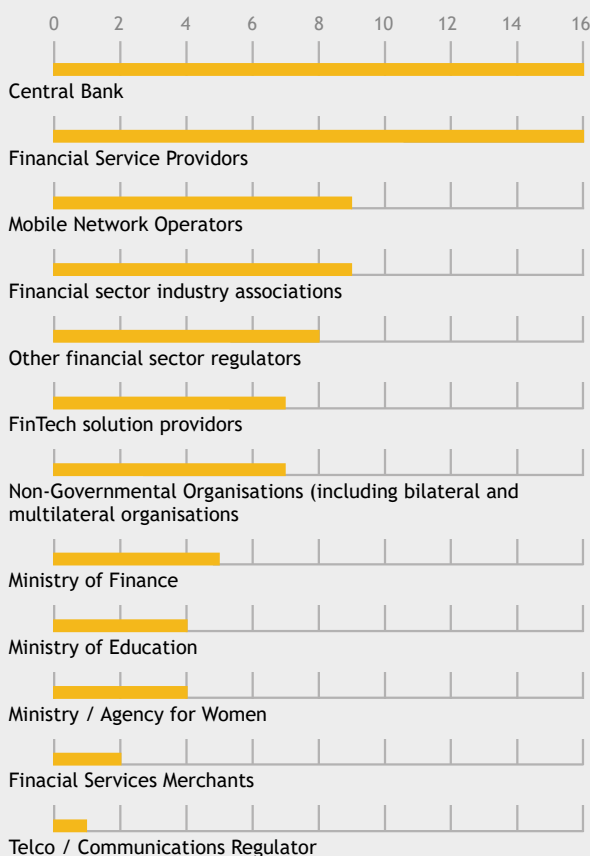 0 2 4 6 8 10 12 14 16
Central Bank
Financial Service Providors
Mobile Network Operators
Financial sector industry associations
Other financial sector regulators
FinTech solution providors
Non-Governmental Organisations (including bilateral and
multilateral organisations
Ministry of Finance
Ministry of Education
Ministry / Agency for Women
Finacial Services Merchants
Telco / Communications Regulator